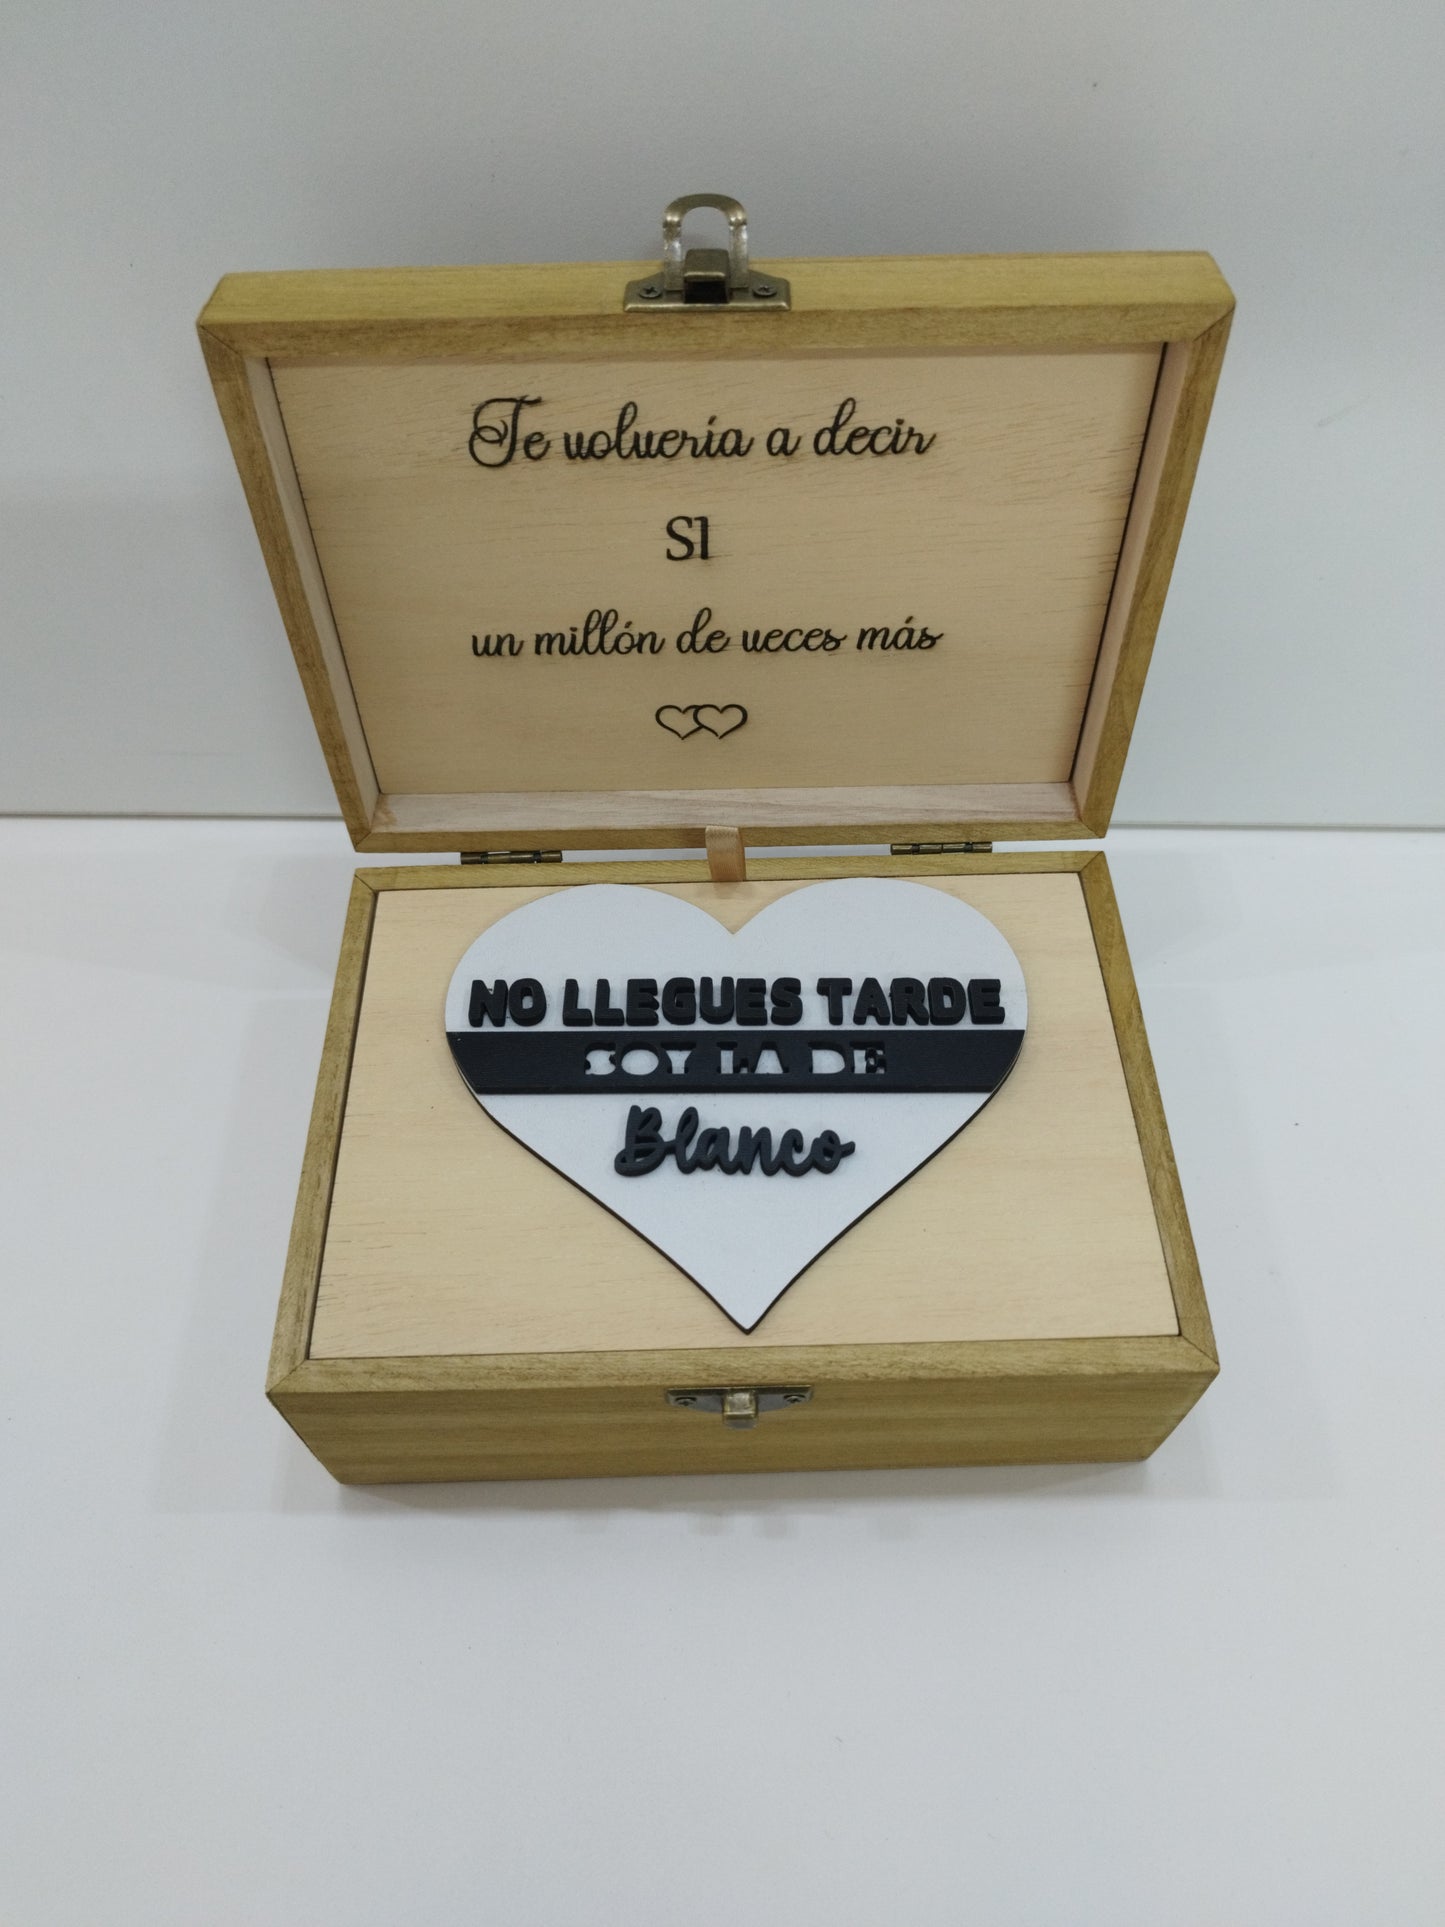 Te volvería a decir
SI
un millón de veces más
NO LLEGUES TARDE
SOY LA DE
Blanco